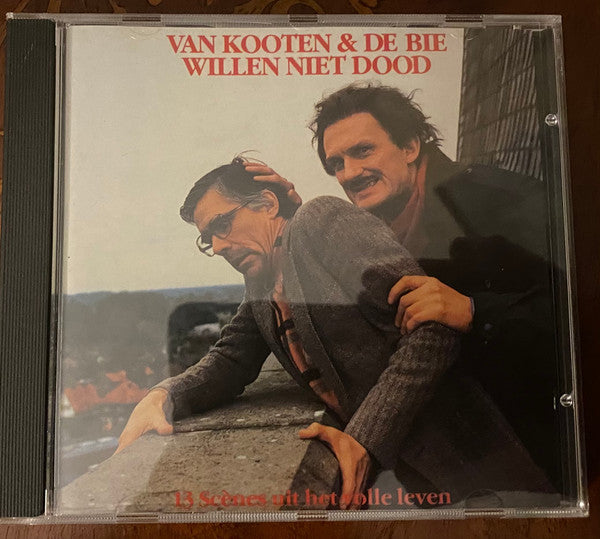 VAN KOOTEN & DE BIE
WILLEN NIET DOOD
13 Scènes uit het volle leven